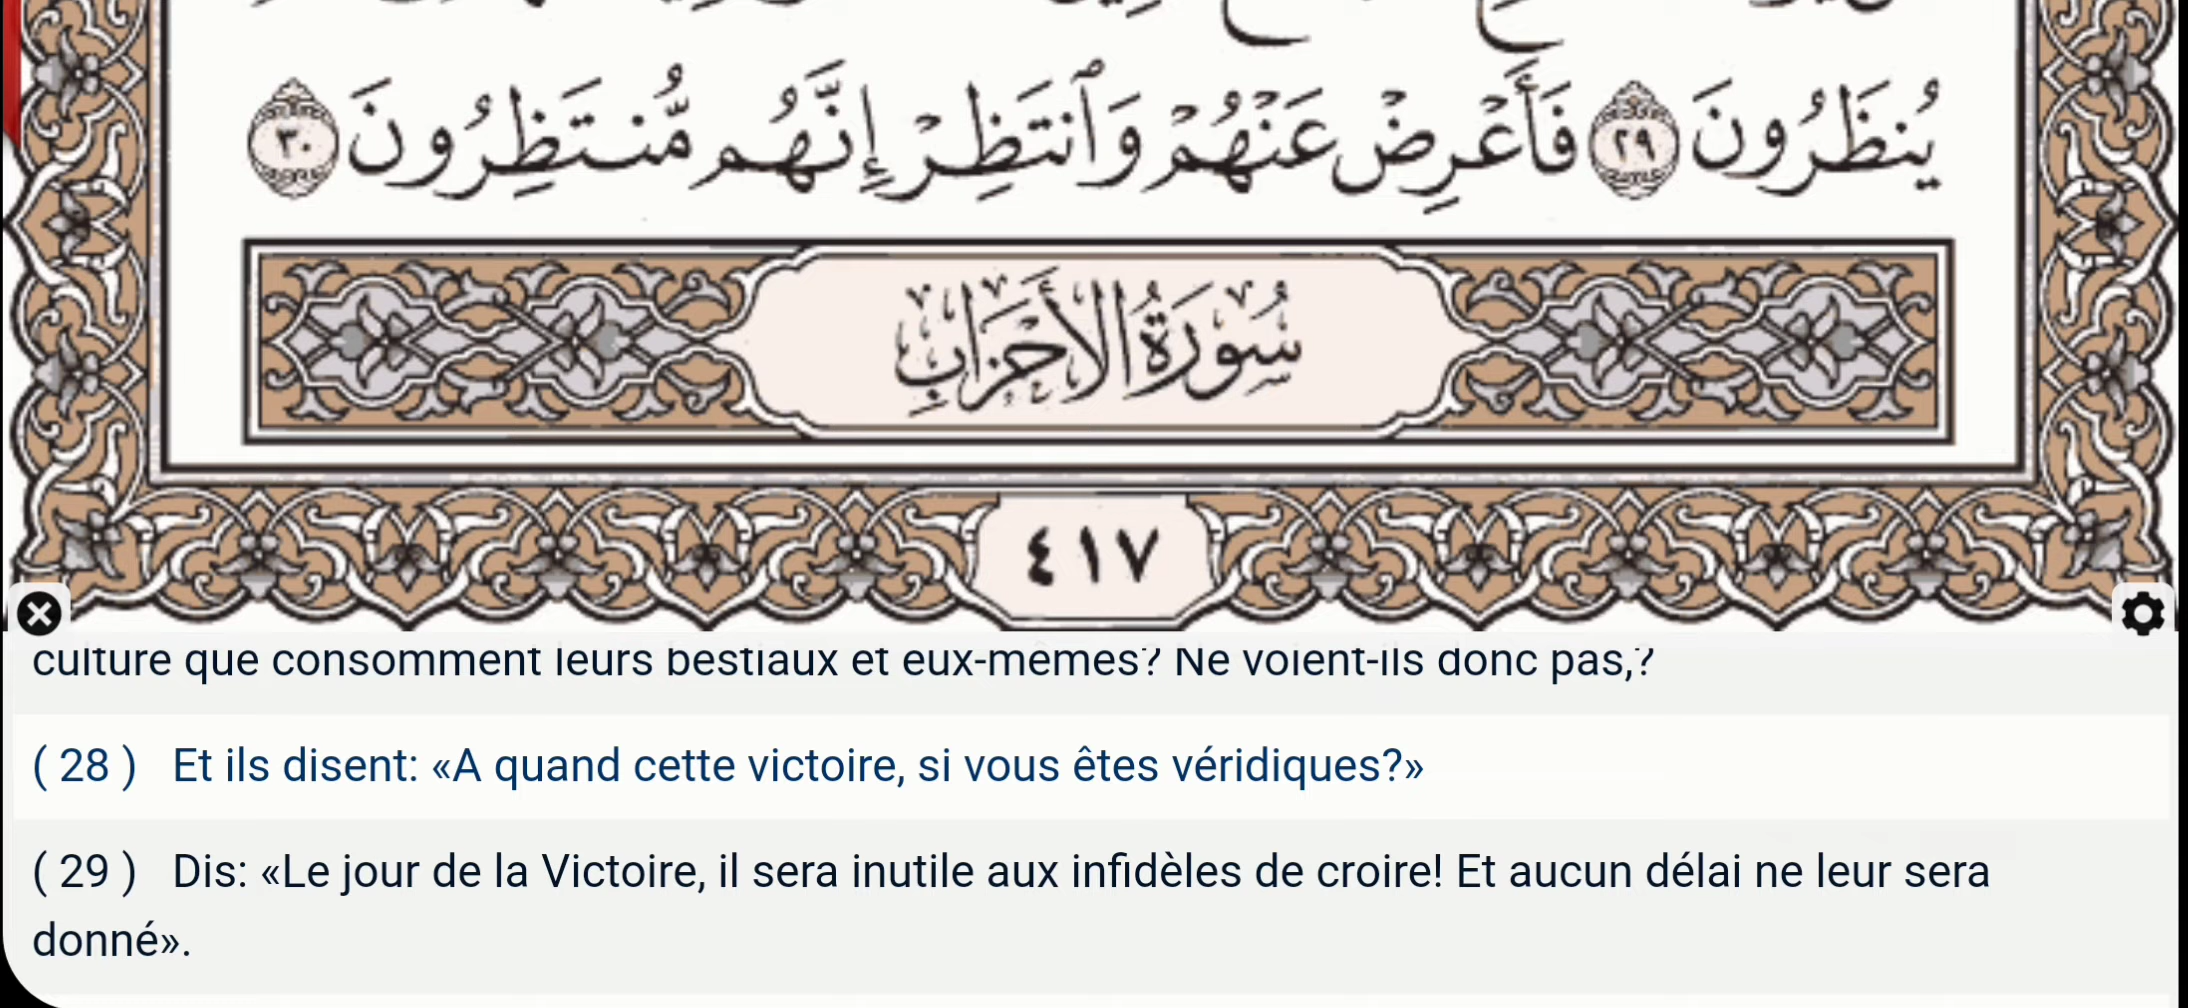 يُنظَرُونَ ٢٩ فَأَعْرِضْ عَنْهُمْ وَٱنتَظِرْ إِنَّهُم مُّنتَظِرُونَ ٣٠
سُورَةُ الأَحْزَابِ
٤١٧
culture que consomment leurs bestiaux et eux-mêmes? Ne voient-ils donc pas,?
( 28 ) Et ils disent: «A quand cette victoire, si vous êtes véridiques?»
( 29 ) Dis: «Le jour de la Victoire, il sera inutile aux infidèles de croire! Et aucun délai ne leur sera
donné».